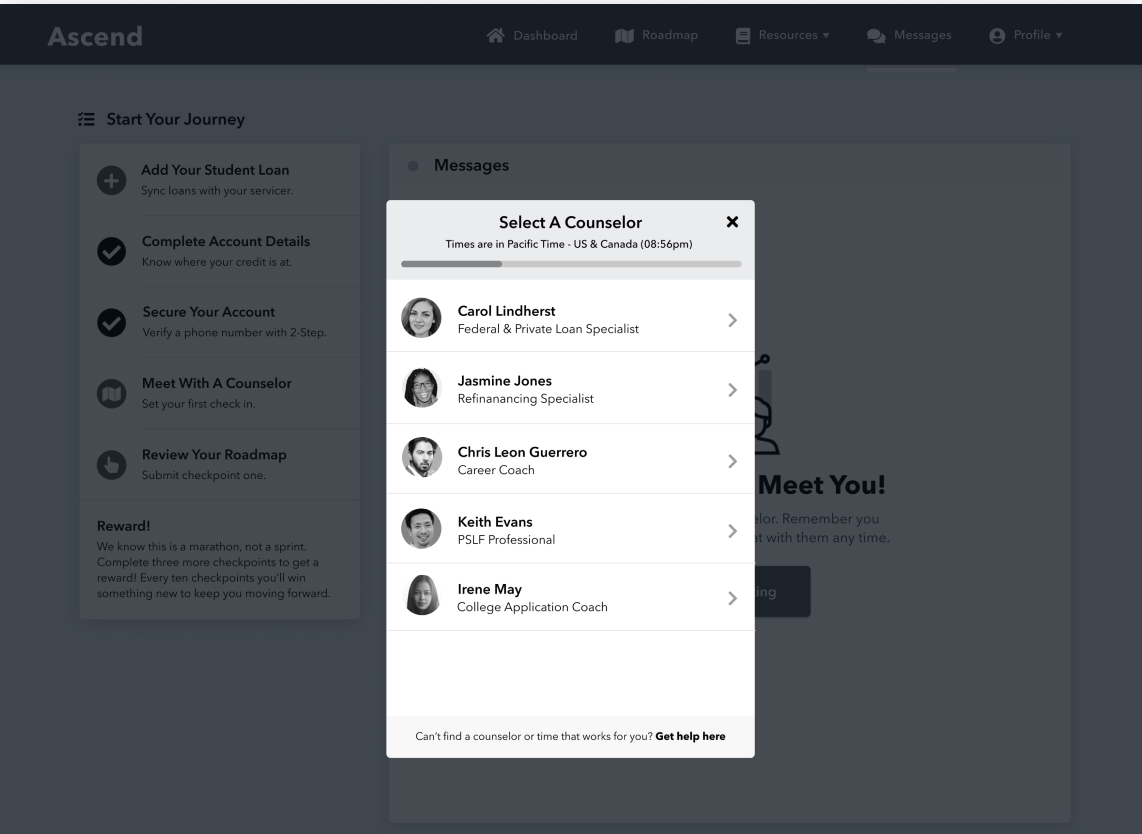 Ascend
Dashboard
Roadmap
Resources ▾
Messages
Profile ▾
Start Your Journey
Add Your Student Loan
Sync loans with your servicer.
Complete Account Details
Know where your credit is at.
Secure Your Account
Verify a phone number with 2-Step.
Meet With A Counselor
Set your first check in.
Review Your Roadmap
Submit checkpoint one.
Reward!
We know this is a marathon, not a sprint.
Complete three more checkpoints to get a
reward! Every ten checkpoints you'll win
something new to keep you moving forward.
Messages
Select A Counselor
Times are in Pacific Time - US & Canada (08:56pm)
Carol Lindherst
Federal & Private Loan Specialist
Jasmine Jones
Refinanancing Specialist
Chris Leon Guerrero
Career Coach
Keith Evans
PSLF Professional
Irene May
College Application Coach
Can't find a counselor or time that works for you? Get help here
Meet You!
Remember you
with them any time.